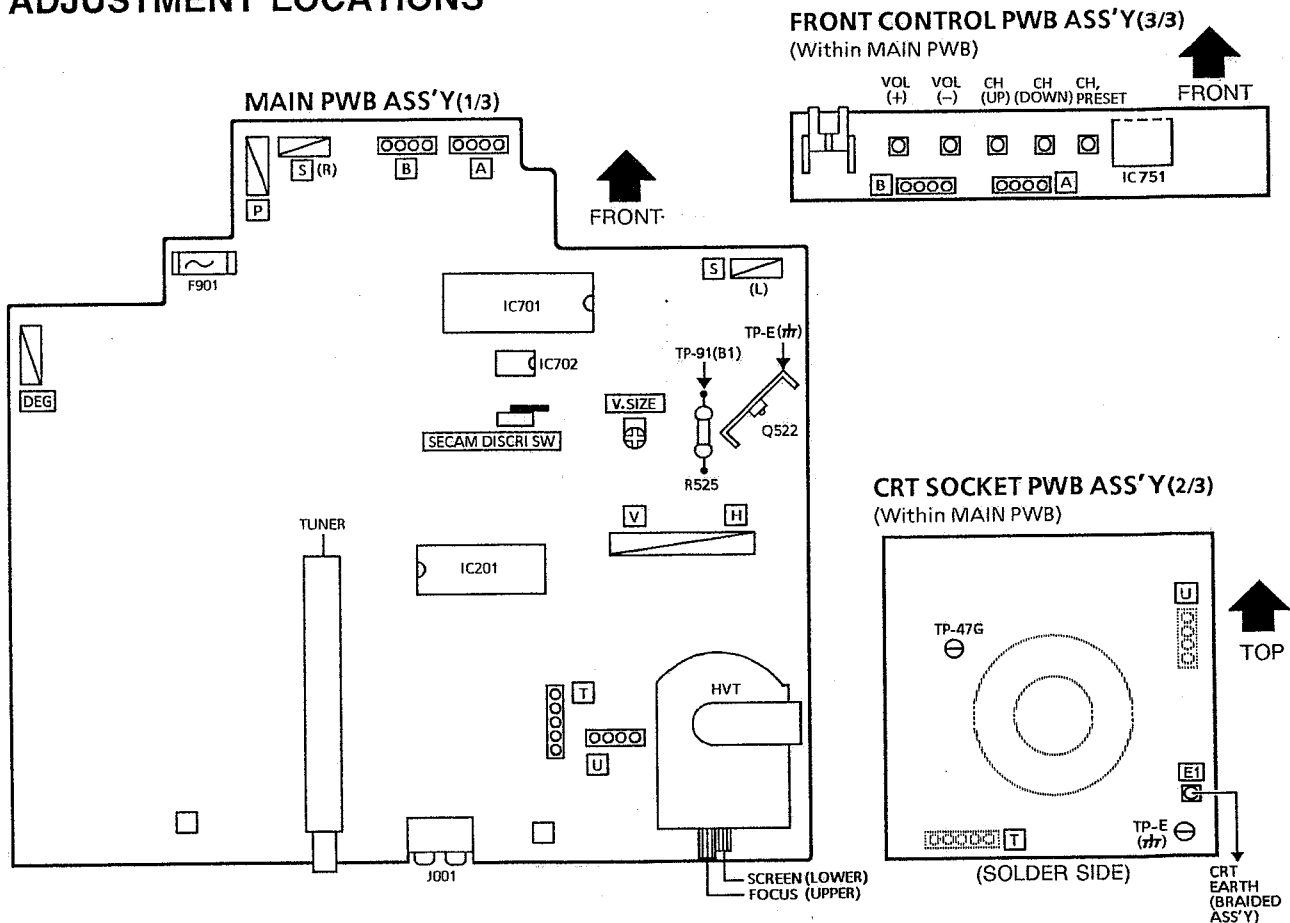 ADJUSTMENT LOCATIONS
MAIN PWB ASS'Y(1/3)
S (R)
B
A
P
FRONT
F901
S
(L)
IC701
TP-E
TP-91(B1)
IC702
DEG
V.SIZE
Q522
SECAM DISCRI SW
R525
V
H
TUNER
IC201
HVT
T
U
J001
SCREEN (LOWER)
FOCUS (UPPER)
FRONT CONTROL PWB ASS'Y(3/3)
(Within MAIN PWB)
VOL (+)
VOL (−)
CH (UP)
CH (DOWN)
CH, PRESET
FRONT
IC751
B
A
CRT SOCKET PWB ASS'Y(2/3)
(Within MAIN PWB)
U
TP-47G
TOP
E1
TP-E
T
(SOLDER SIDE)
CRT
EARTH
(BRAIDED
ASS'Y)